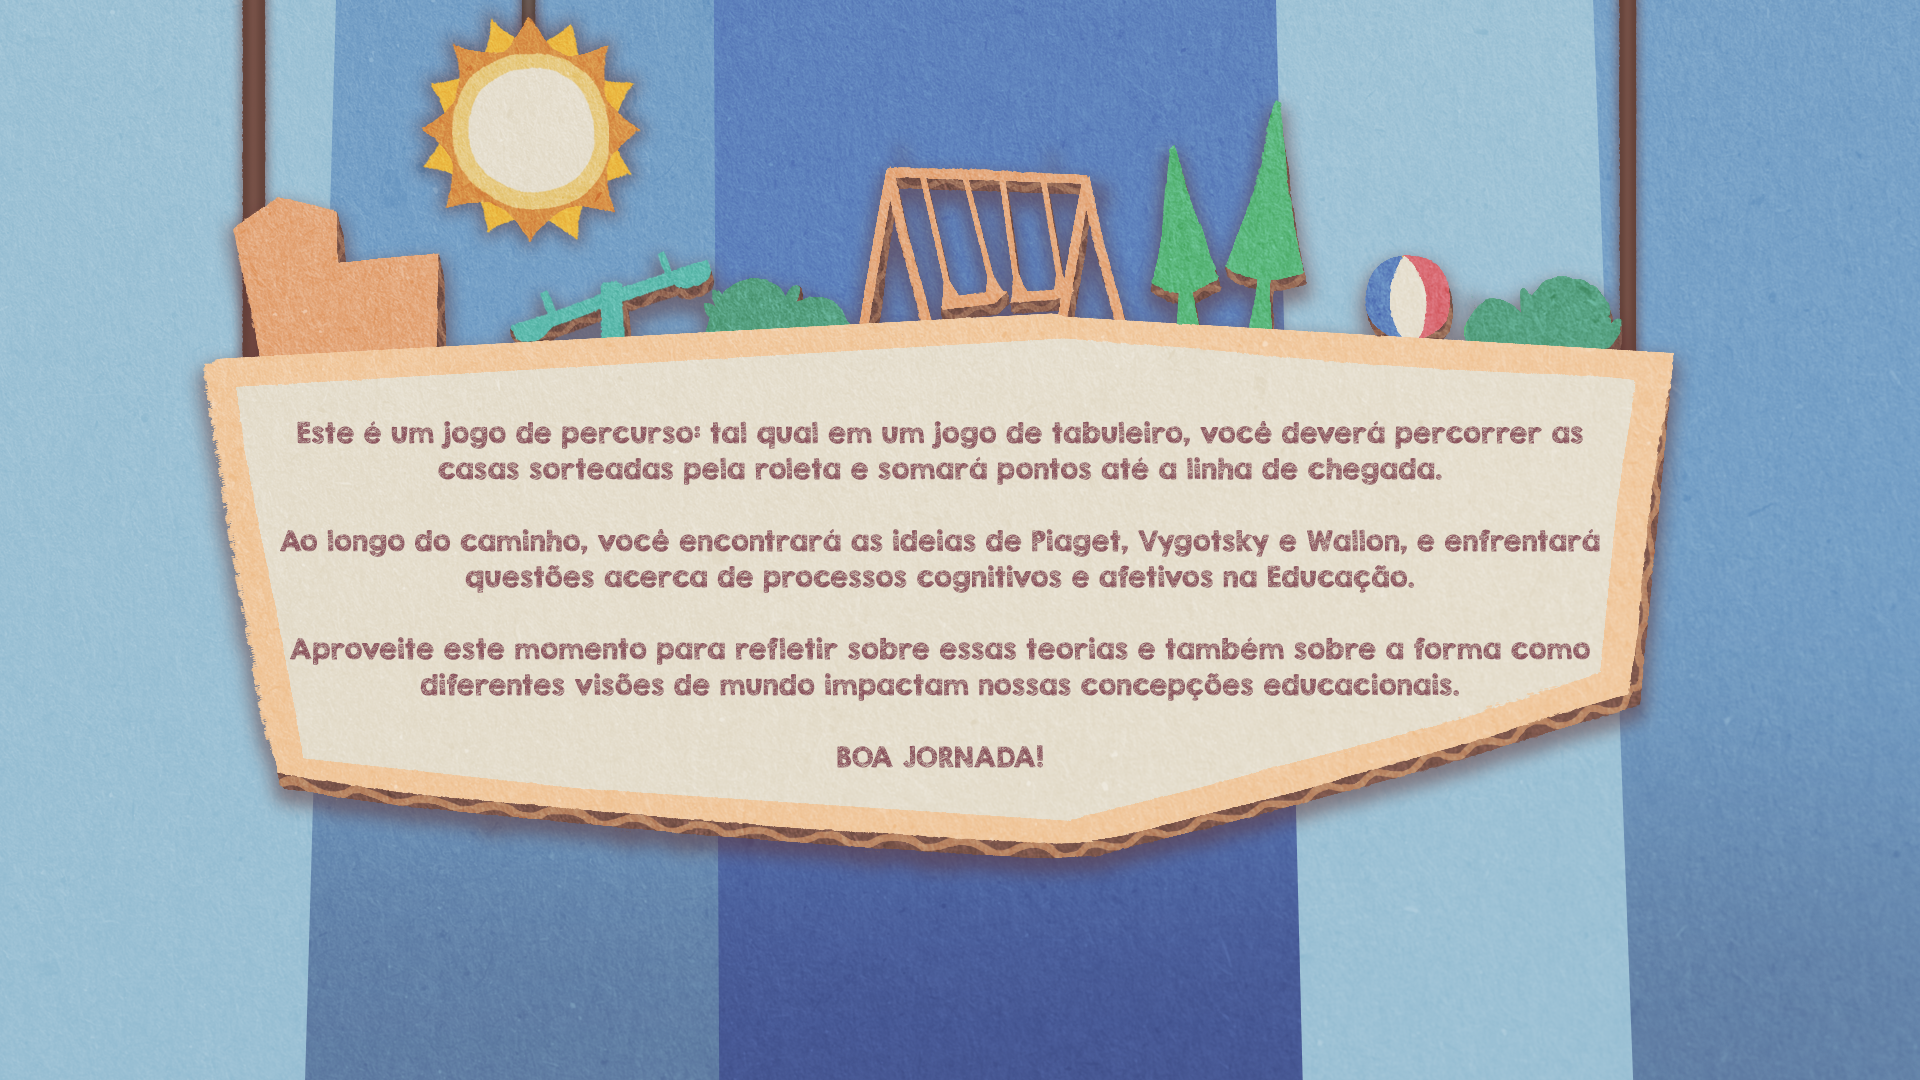 Este é um jogo de percurso: tal qual em um jogo de tabuleiro, você deverá percorrer as
casas sorteadas pela roleta e somará pontos até a linha de chegada.
Ao longo do caminho, você encontrará as ideias de Piaget, Vygotsky e Wallon, e enfrentará
questões acerca de processos cognitivos e afetivos na Educação.
Aproveite este momento para refletir sobre essas teorias e também sobre a forma como
diferentes visões de mundo impactam nossas concepções educacionais.
BOA JORNADA!